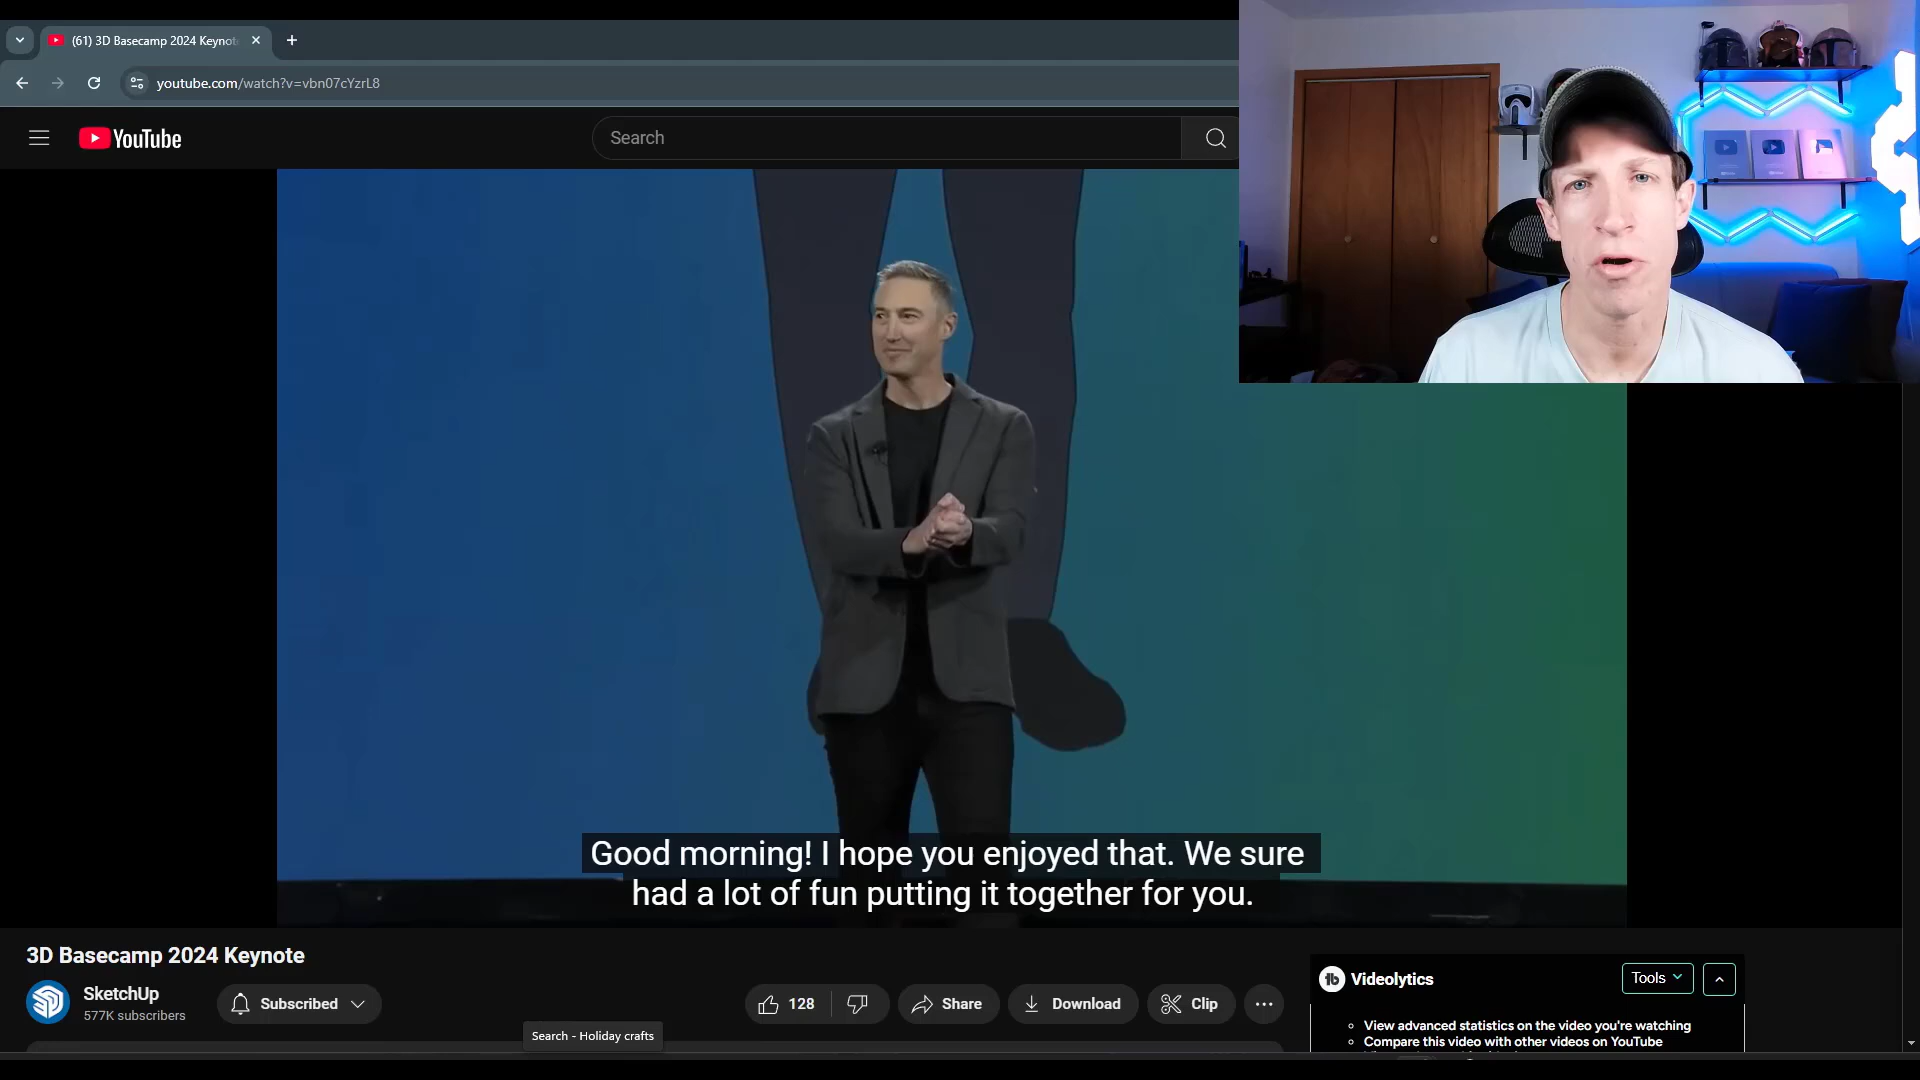 (61) 3D Basecamp 2024 Keynot
youtube.com/watch?v=vbn07cYzrL8
YouTube
Search
Good morning! I hope you enjoyed that. We sure
had a lot of fun putting it together for you.
3D Basecamp 2024 Keynote
SketchUp
577K subscribers
Subscribed
128
Share
Download
Clip
Search - Holiday crafts
tb Videolytics
Tools
View advanced statistics on the video you're watching
Compare this video with other videos on YouTube